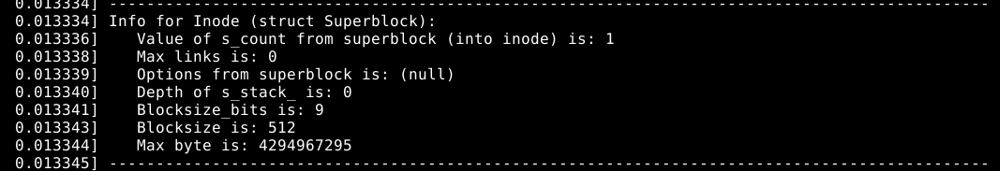 0.013334] ----------------------------------------------------------------------------------------------
0.013334] Info for Inode (struct Superblock):
0.013336]    Value of s_count from superblock (into inode) is: 1
0.013338]    Max links is: 0
0.013339]    Options from superblock is: (null)
0.013340]    Depth of s_stack_ is: 0
0.013341]    Blocksize_bits is: 9
0.013343]    Blocksize is: 512
0.013344]    Max byte is: 4294967295
0.013345] ----------------------------------------------------------------------------------------------